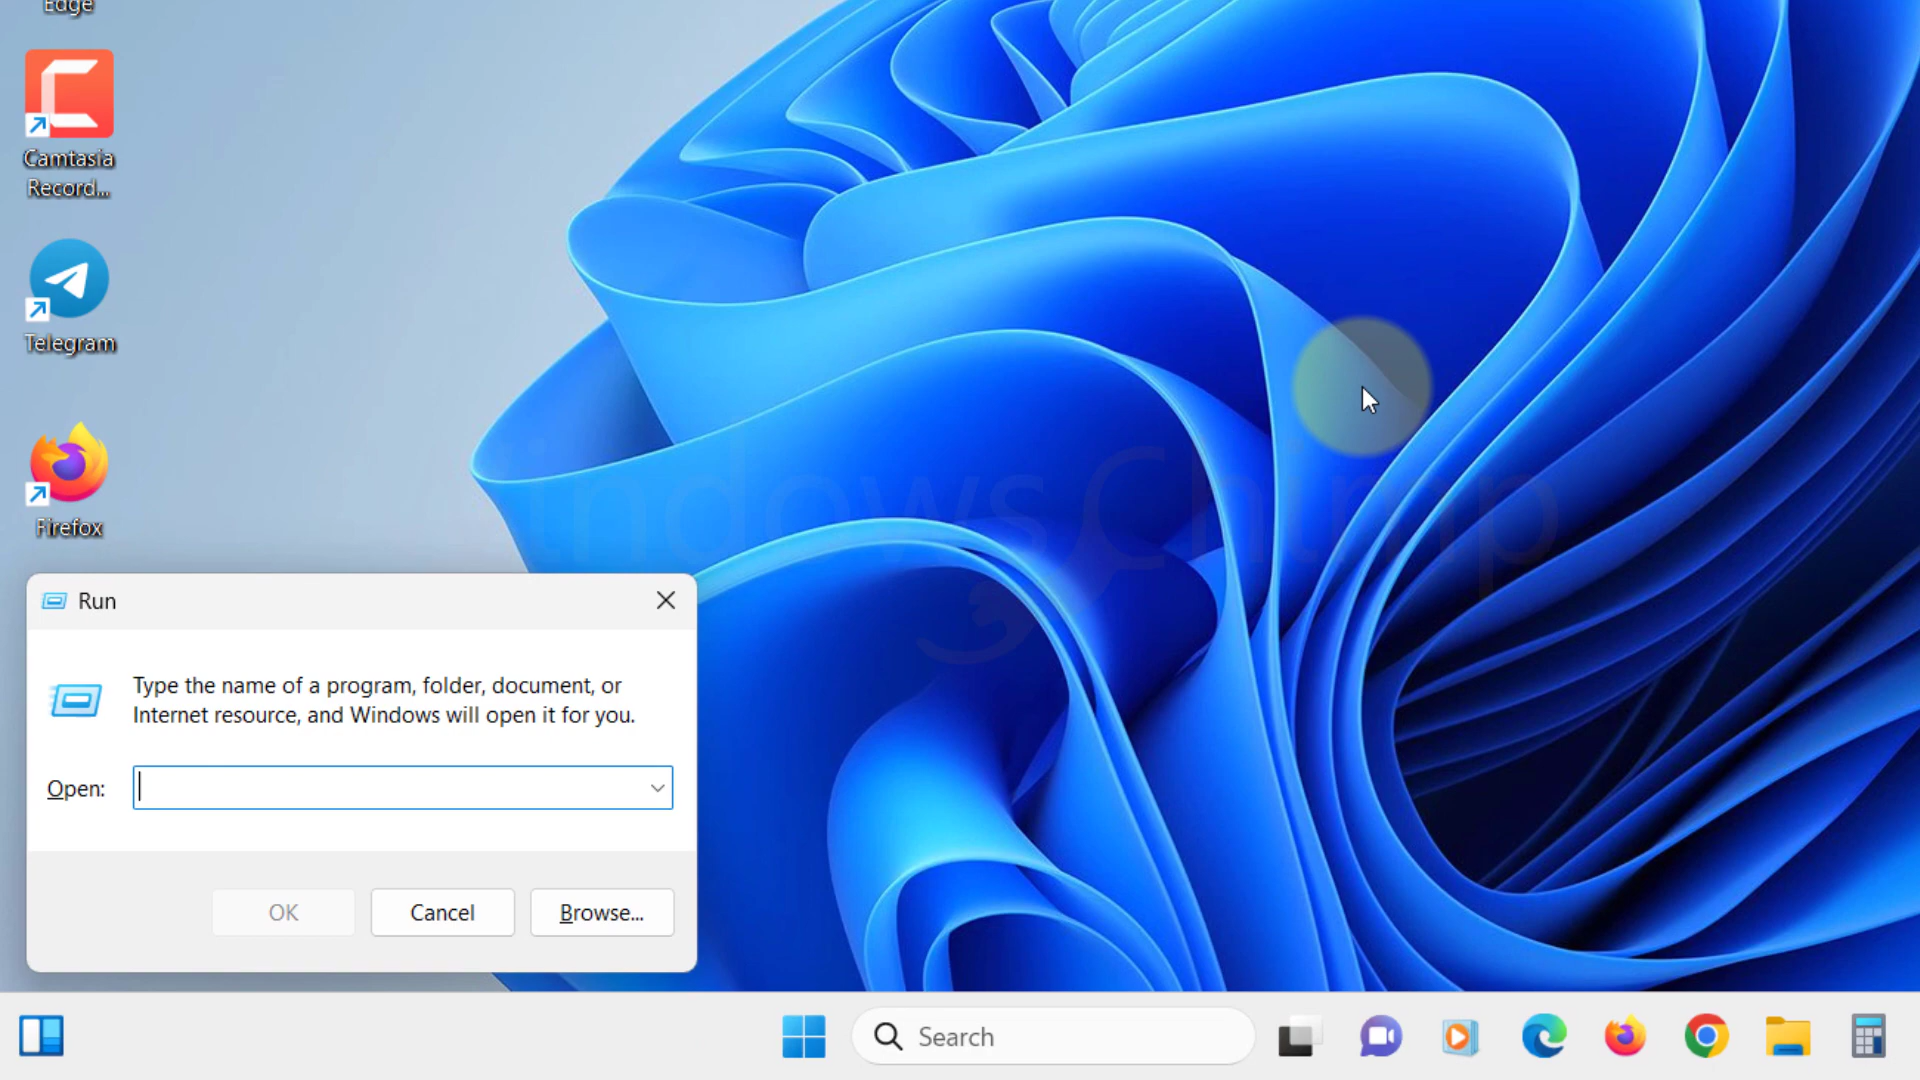 Edge
Camtasia
Record...
Telegram
Firefox
WindowsChimp
Run
Type the name of a program, folder, document, or
Internet resource, and Windows will open it for you.
Open:
OK
Cancel
Browse...
Search